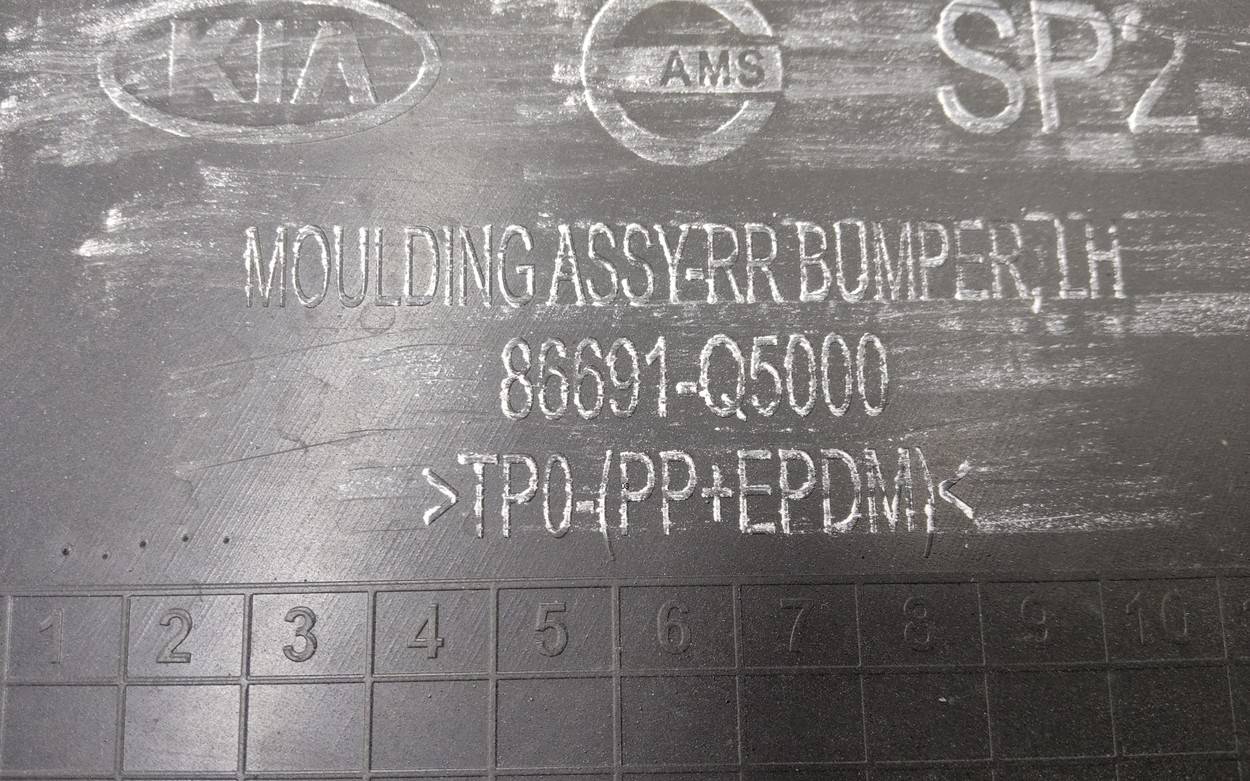 KIA AMS SP2
MOULDING ASSY-RR BUMPER, LH
86691-Q5000
>TPO-(PP+EPDM)<
1 2 3 4 5 6 7 8 9 10